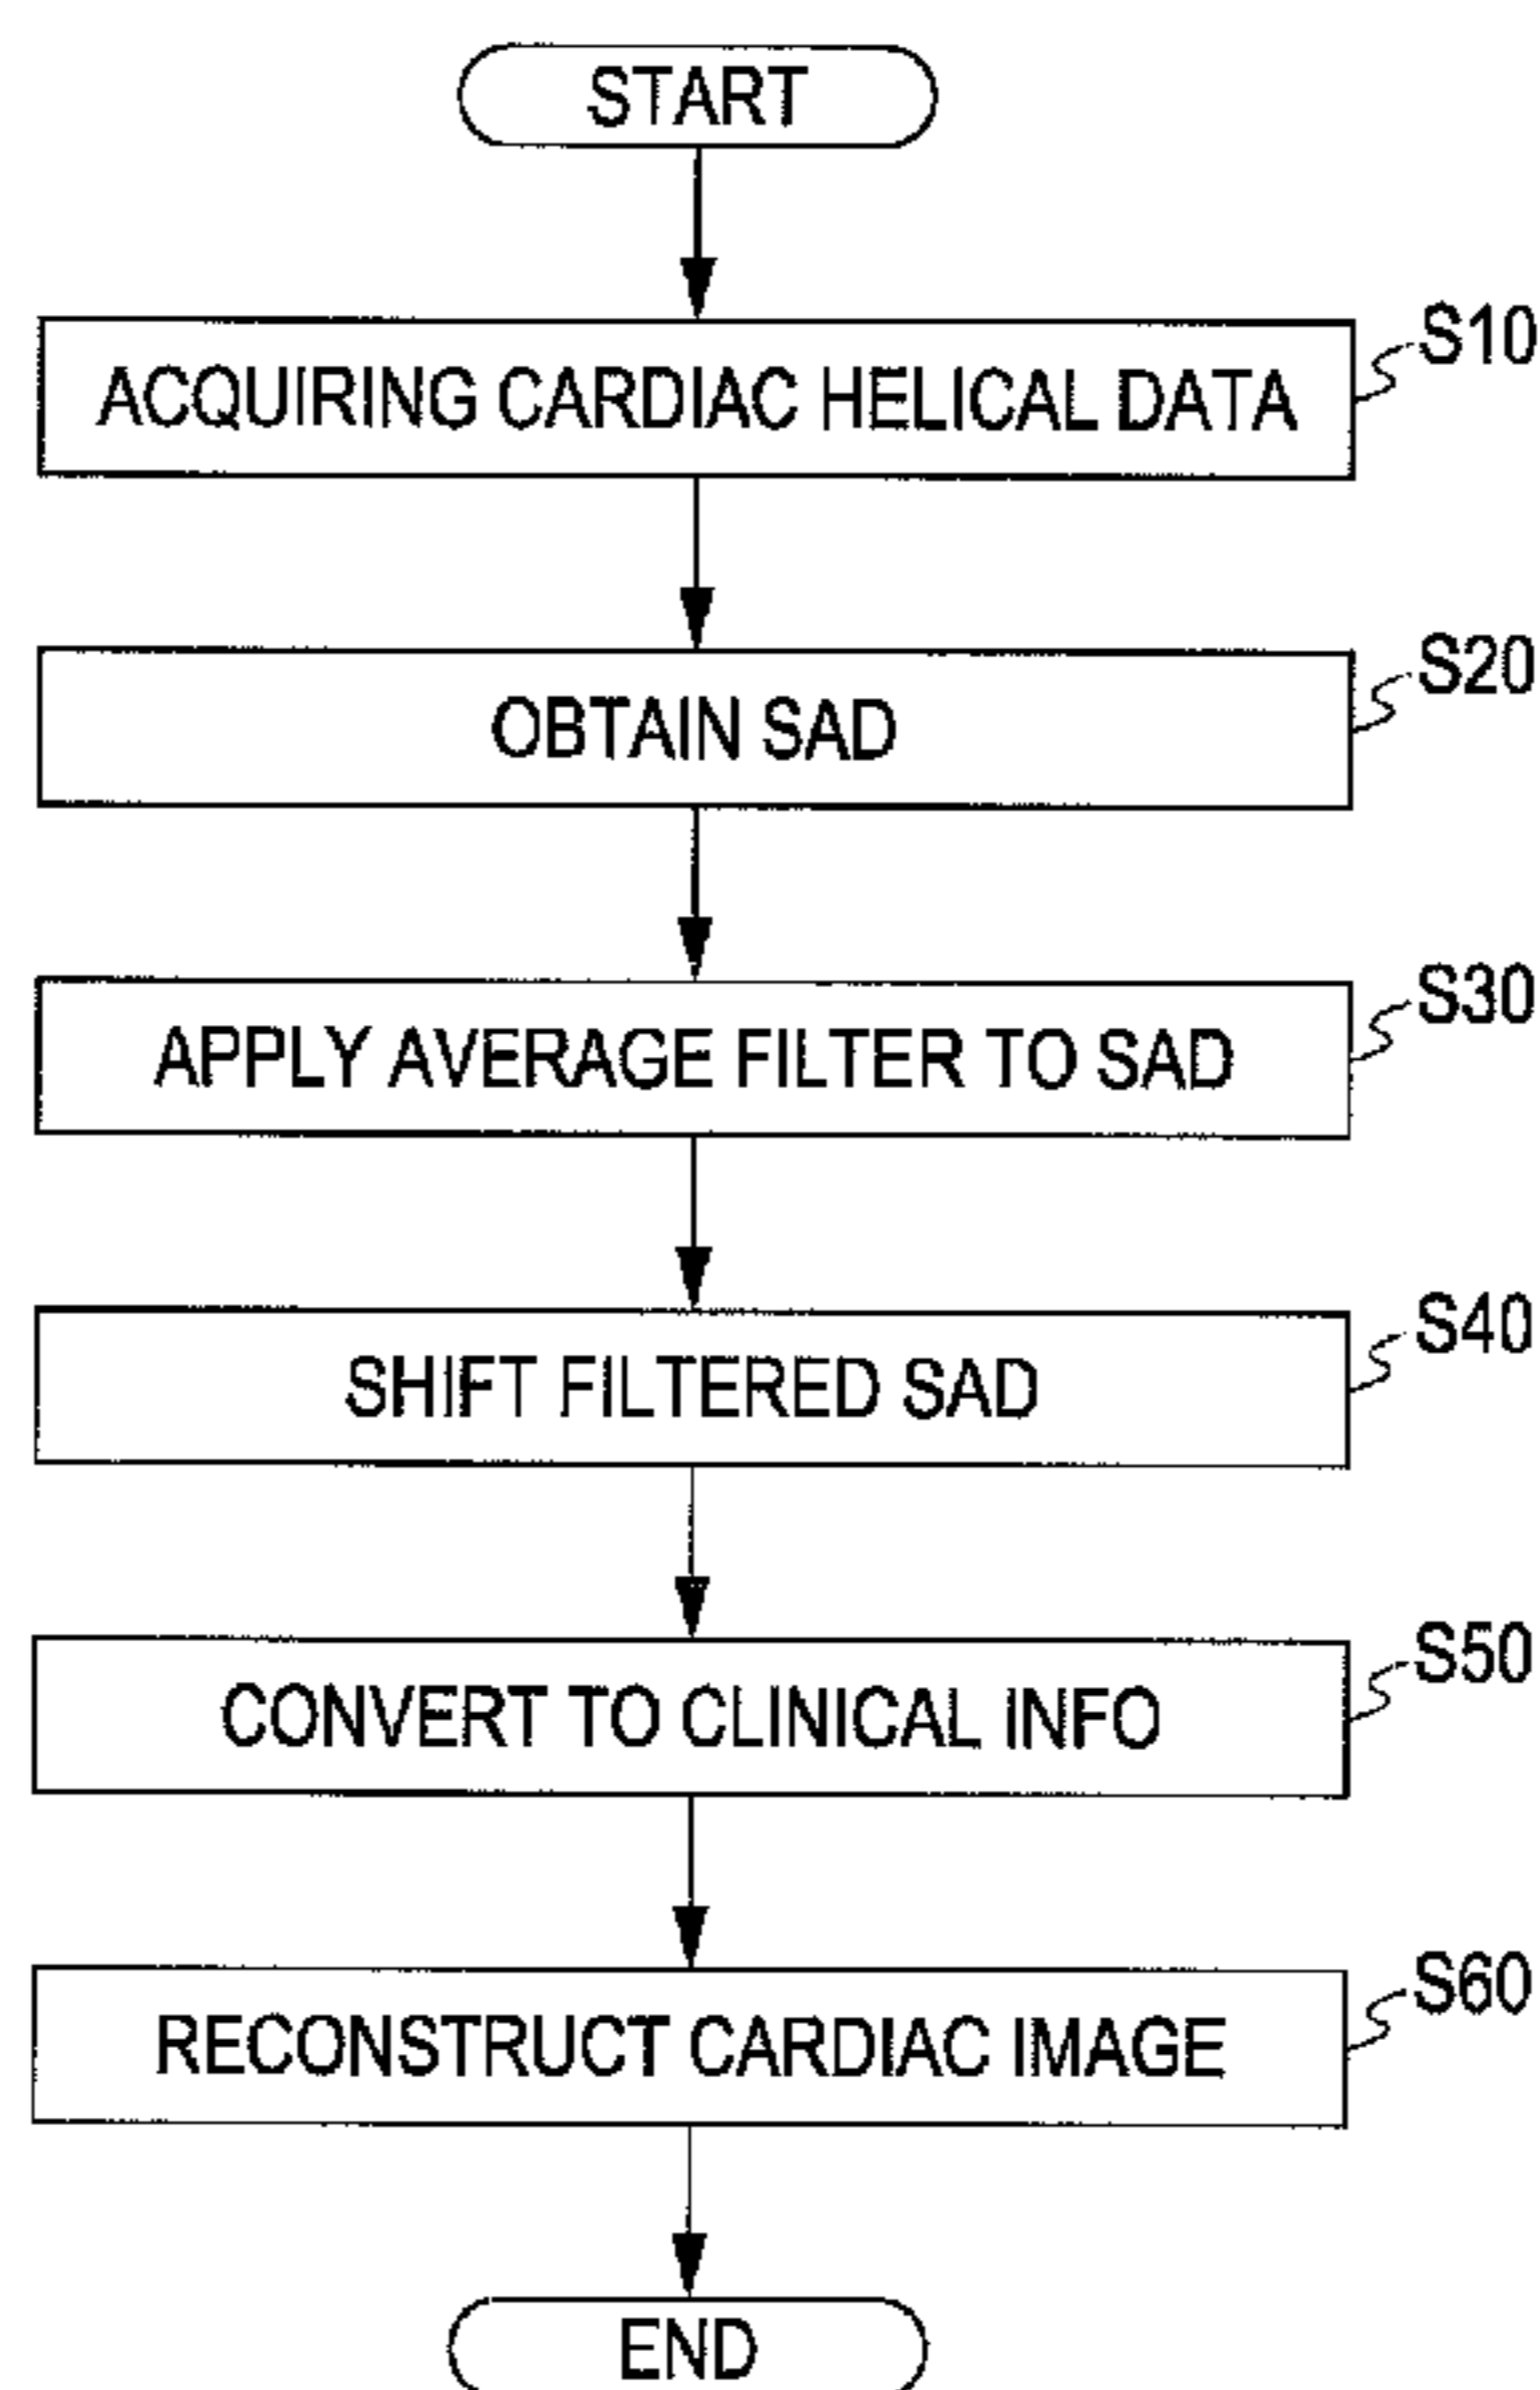 START
ACQUIRING CARDIAC HELICAL DATA
S10
OBTAIN SAD
S20
APPLY AVERAGE FILTER TO SAD
S30
SHIFT FILTERED SAD
S40
CONVERT TO CLINICAL INFO
S50
RECONSTRUCT CARDIAC IMAGE
S60
END